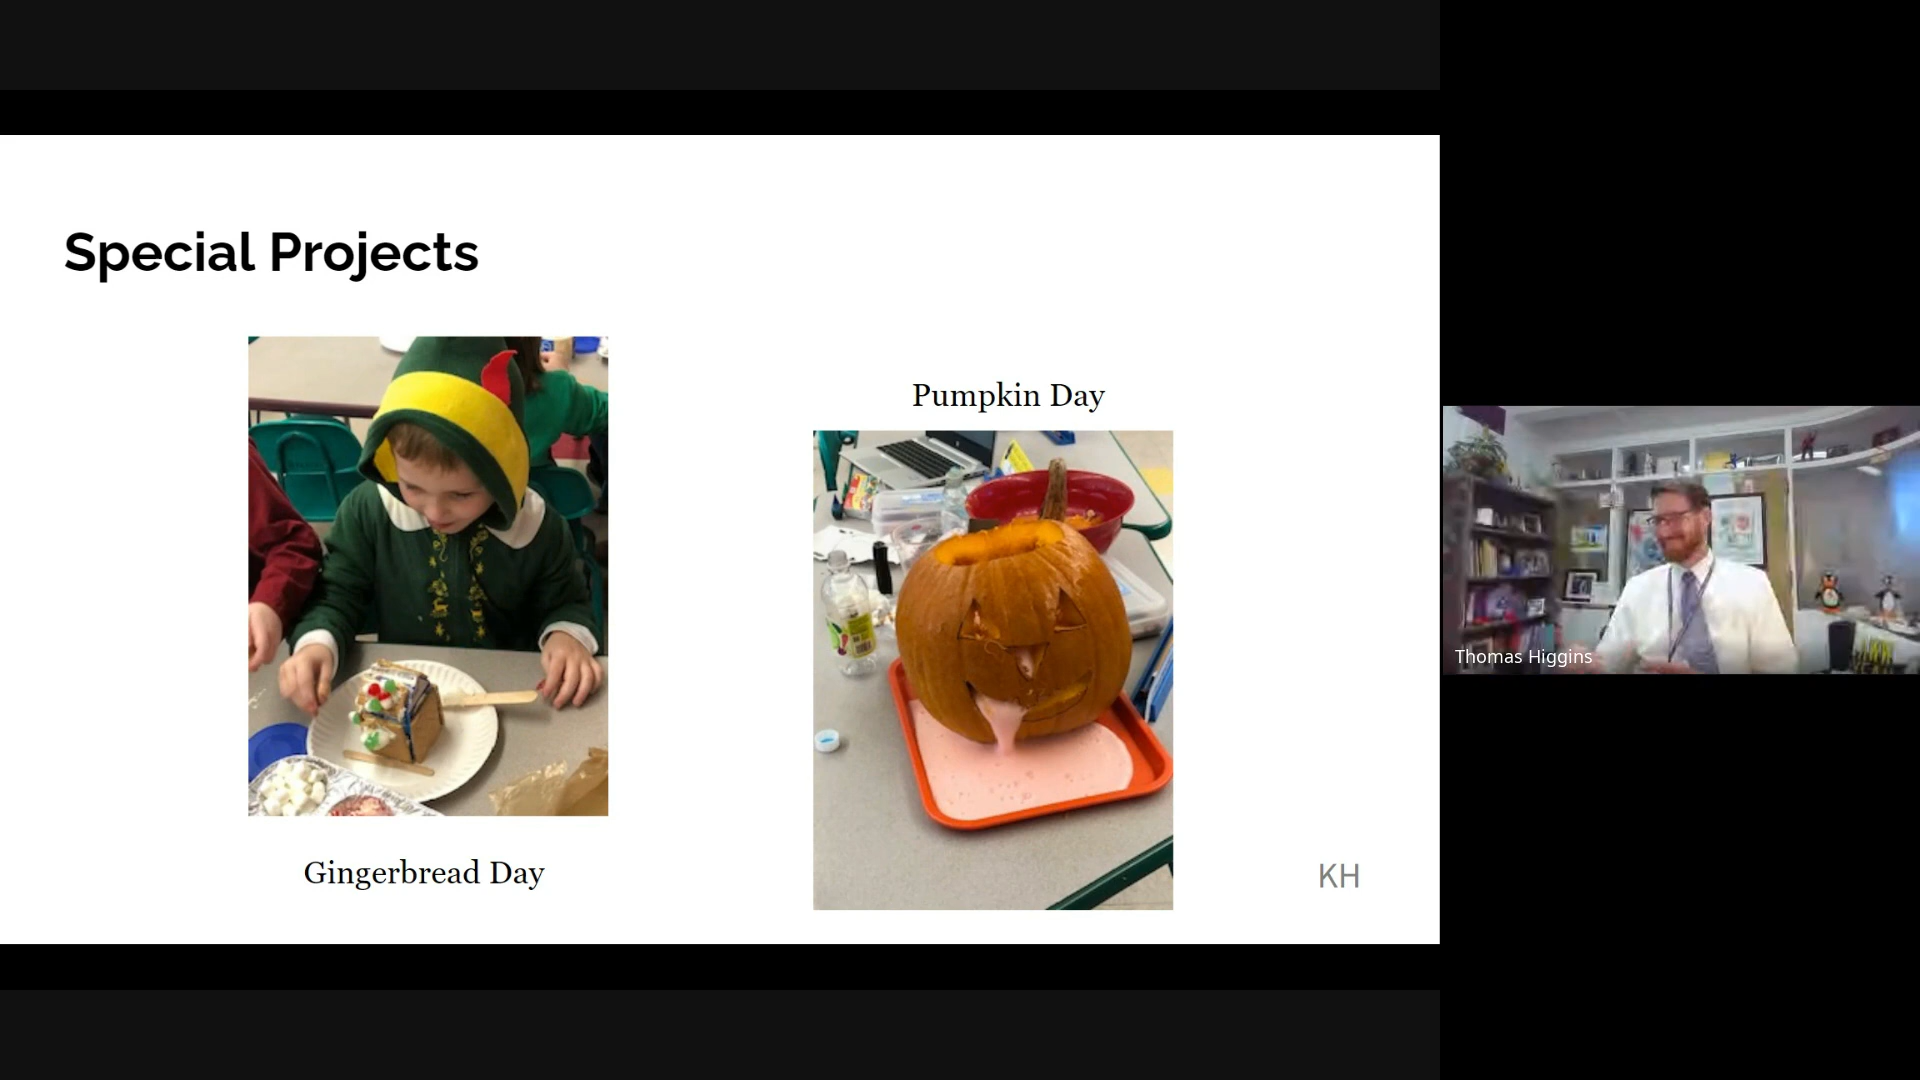 Special Projects
Pumpkin Day
Gingerbread Day
KH
Thomas Higgins